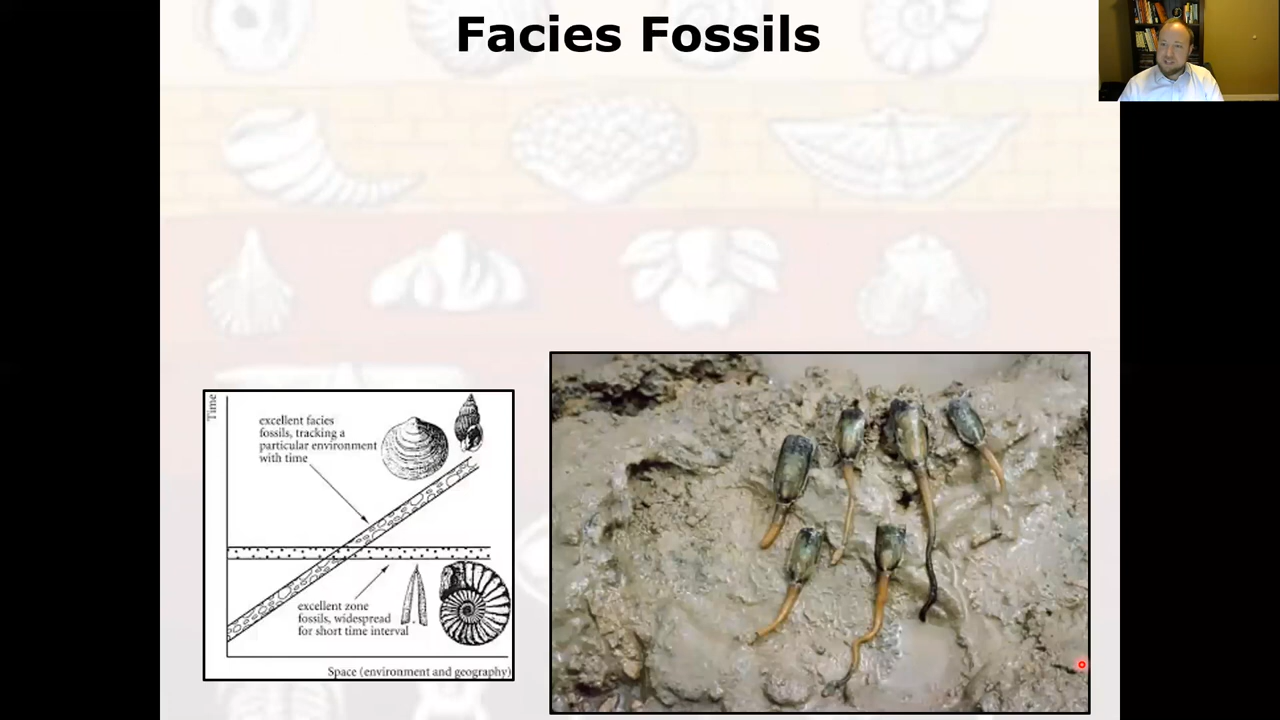 Facies Fossils
Time
excellent facies
fossils, tracking a
particular environment
with time
excellent zone
fossils, widespread
for short time interval
Space (environment and geography)